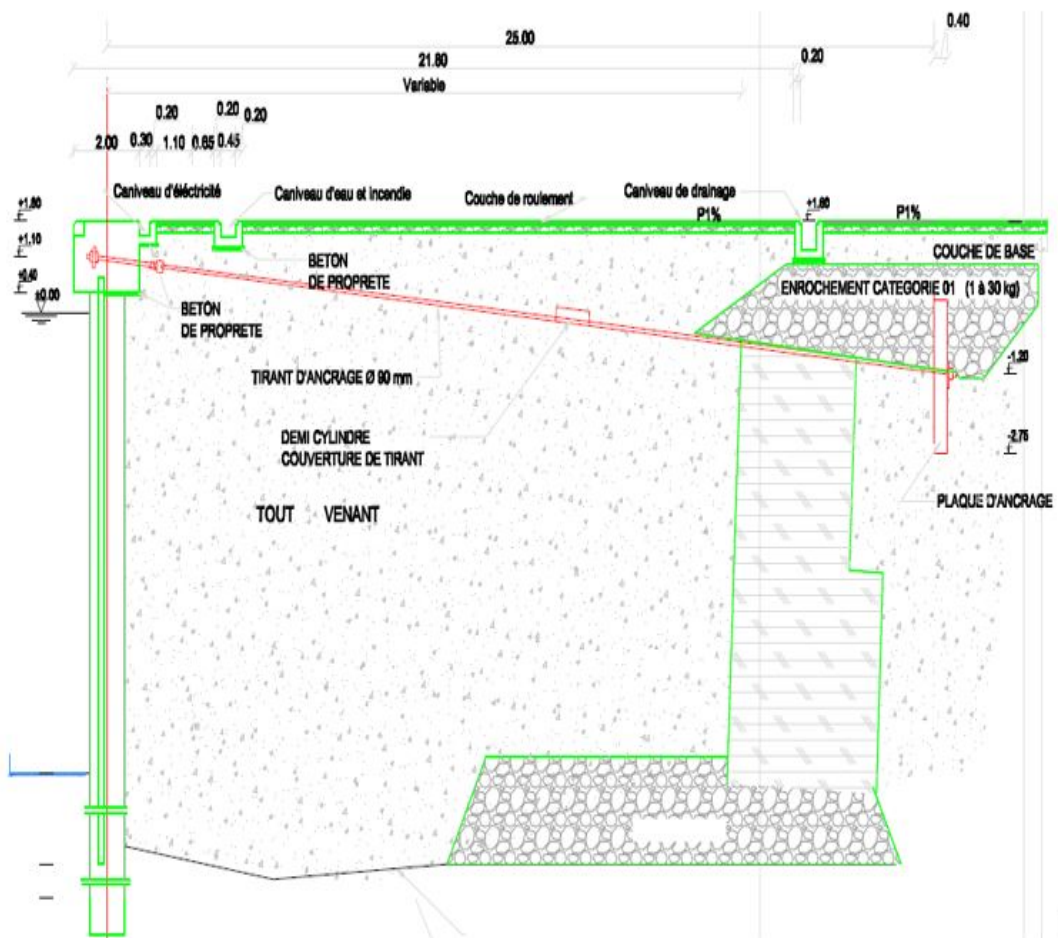 0.40
25.00
21.80
0.20
Variable
0.20
0.20
0.20
2.00
0.30
1.10
0.65
0.45
Caniveau d'éléctricité
Caniveau d'eau et incendie
Couche de roulement
Caniveau de drainage
+1.80
+1.60
P1%
P1%
+1.10
BETON
DE PROPRETE
COUCHE DE BASE
±0.00
ENROCHEMENT CATEGORIE 01 (1 à 30 kg)
BETON
DE PROPRETE
-1.20
TIRANT D'ANCRAGE Ø 90 mm
DEMI CYLINDRE
COUVERTURE DE TIRANT
-2.75
PLAQUE D'ANCRAGE
TOUT VENANT